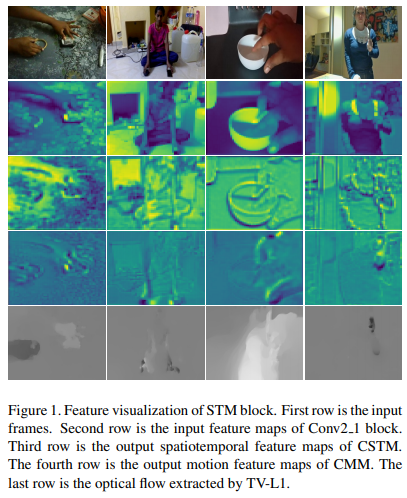 Figure 1. Feature visualization of STM block. First row is the input
frames. Second row is the input feature maps of Conv2_1 block.
Third row is the output spatiotemporal feature maps of CSTM.
The fourth row is the output motion feature maps of CMM. The
last row is the optical flow extracted by TV-L1.